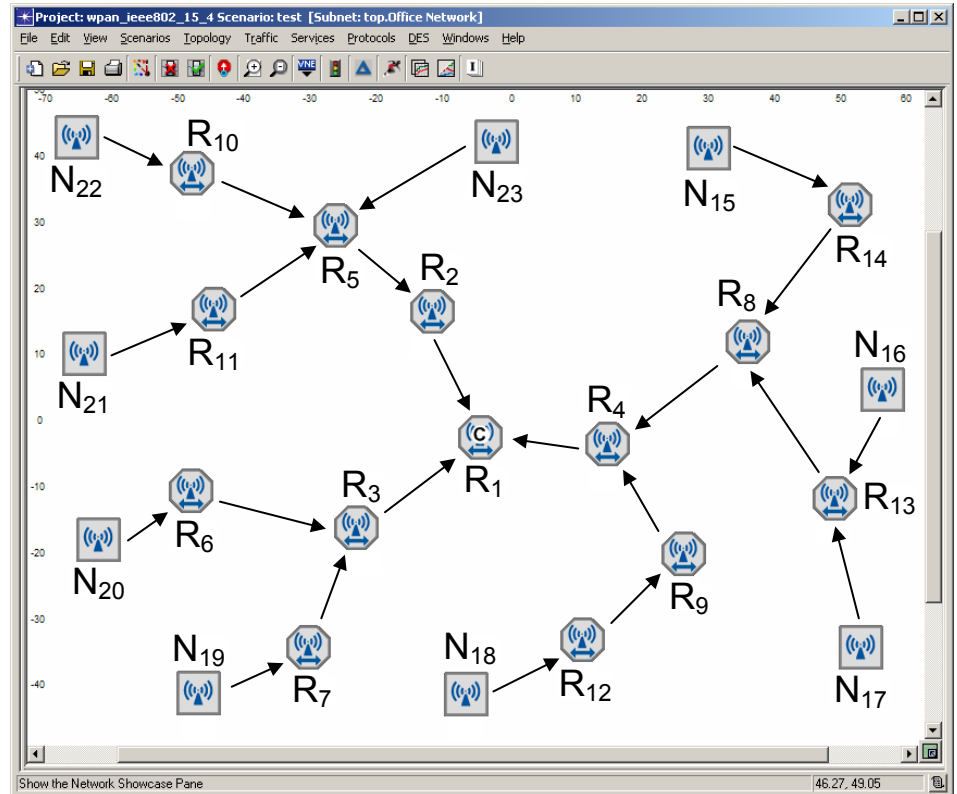 Project: wpan_ieee802_15_4 Scenario: test [Subnet: top.Office Network]
File Edit View Scenarios Topology Traffic Services Protocols DES Windows Help
VNE
-70 -60 -50 -40 -30 -20 -10 0 10 20 30 40 50 60
40
30
20
10
0
-10
-20
-30
-40
R10
N22
N23
N15
R5
R2
R14
R8
N21
R11
N16
R4
C
R1
R3
R13
R6
N20
R9
N19
N18
R7
R12
N17
Show the Network Showcase Pane
46.27, 49.05